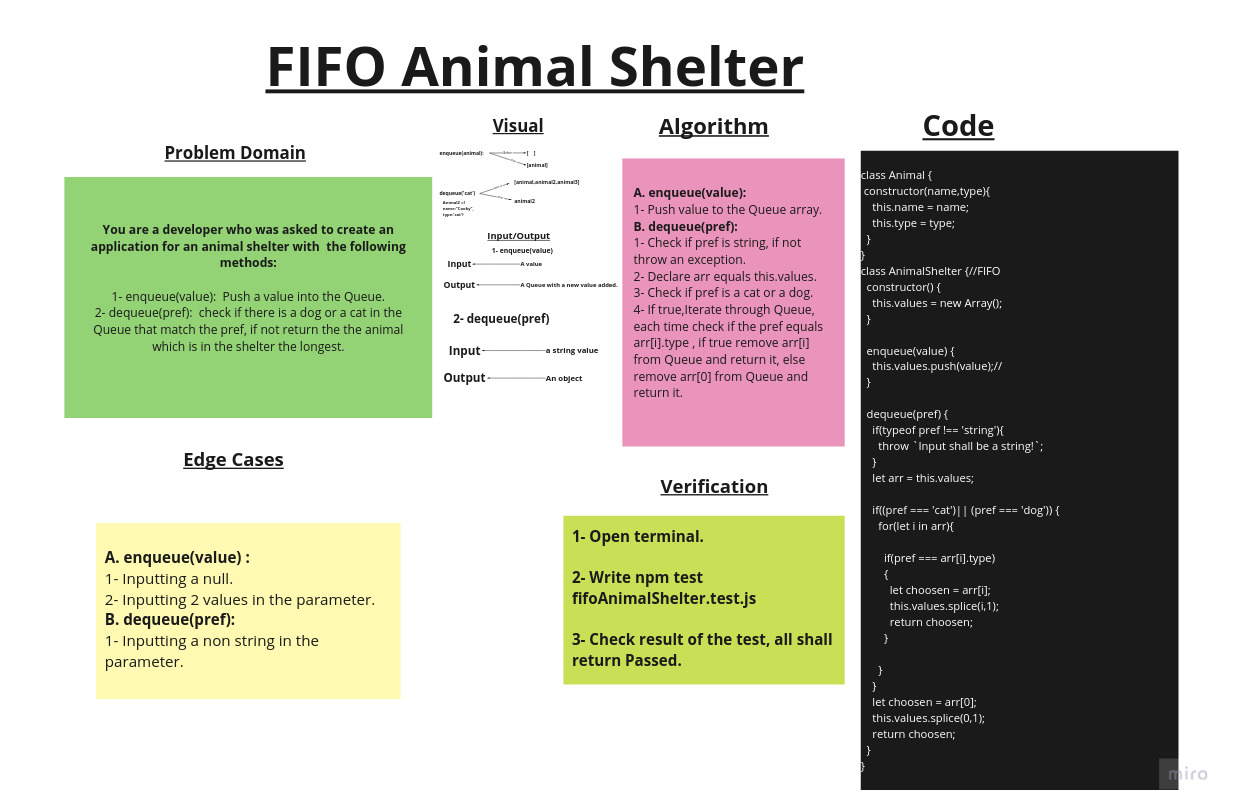 FIFO Animal Shelter
Problem Domain
You are a developer who was asked to create an
application for an animal shelter with  the following
methods:
1- enqueue(value):  Push a value into the Queue.
2- dequeue(pref):  check if there is a dog or a cat in the
Queue that match the pref, if not return the the animal
which is in the shelter the longest.
Visual
enqueue(animal):
[   ]
[animal]
dequeue('cat')
[animal,animal2,animal3]
animal2
Animal2 ={
name:"Cooky",
type:'cat'}
Input/Output
1- enqueue(value)
Input
A value
Output
A Queue with a new value added.
2- dequeue(pref)
Input
a string value
Output
An object
Algorithm
A. enqueue(value):
1- Push value to the Queue array.
B. dequeue(pref):
1- Check if pref is string, if not
throw an exception.
2- Declare arr equals this.values.
3- Check if pref is a cat or a dog.
4- If true,Iterate through Queue,
each time check if the pref equals
arr[i].type , if true remove arr[i]
from Queue and return it, else
remove arr[0] from Queue and
return it.
Edge Cases
A. enqueue(value) :
1- Inputting a null.
2- Inputting 2 values in the parameter.
B. dequeue(pref):
1- Inputting a non string in the
parameter.
Verification
1- Open terminal.
2- Write npm test
fifoAnimalShelter.test.js
3- Check result of the test, all shall
return Passed.
Code
class Animal {
constructor(name,type){
this.name = name;
this.type = type;
}
}
class AnimalShelter {//FIFO
constructor() {
this.values = new Array();
}
enqueue(value) {
this.values.push(value);//
}
dequeue(pref) {
if(typeof pref !== 'string'){
throw `Input shall be a string!`;
}
let arr = this.values;
if((pref === 'cat')|| (pref === 'dog')) {
for(let i in arr){
if(pref === arr[i].type)
{
let choosen = arr[i];
this.values.splice(i,1);
return choosen;
}
}
}
let choosen = arr[0];
this.values.splice(0,1);
return choosen;
}
}
miro